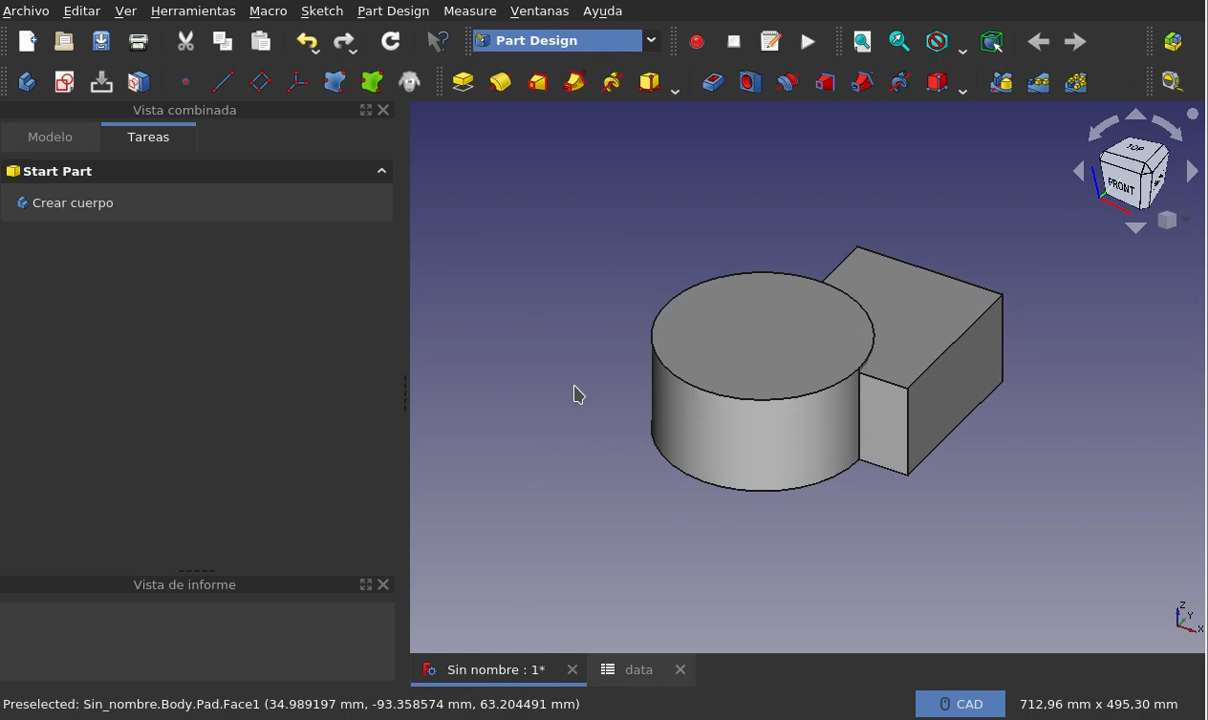 Archivo Editar Ver Herramientas Macro Sketch Part Design Measure Ventanas Ayuda
Part Design
Vista combinada
Modelo Tareas
Start Part
Crear cuerpo
TOP
FRONT
Vista de informe
Z
Y
X
Sin nombre : 1* data
Preselected: Sin_nombre.Body.Pad.Face1 (34.989197 mm, -93.358574 mm, 63.204491 mm) CAD 712,96 mm x 495,30 mm